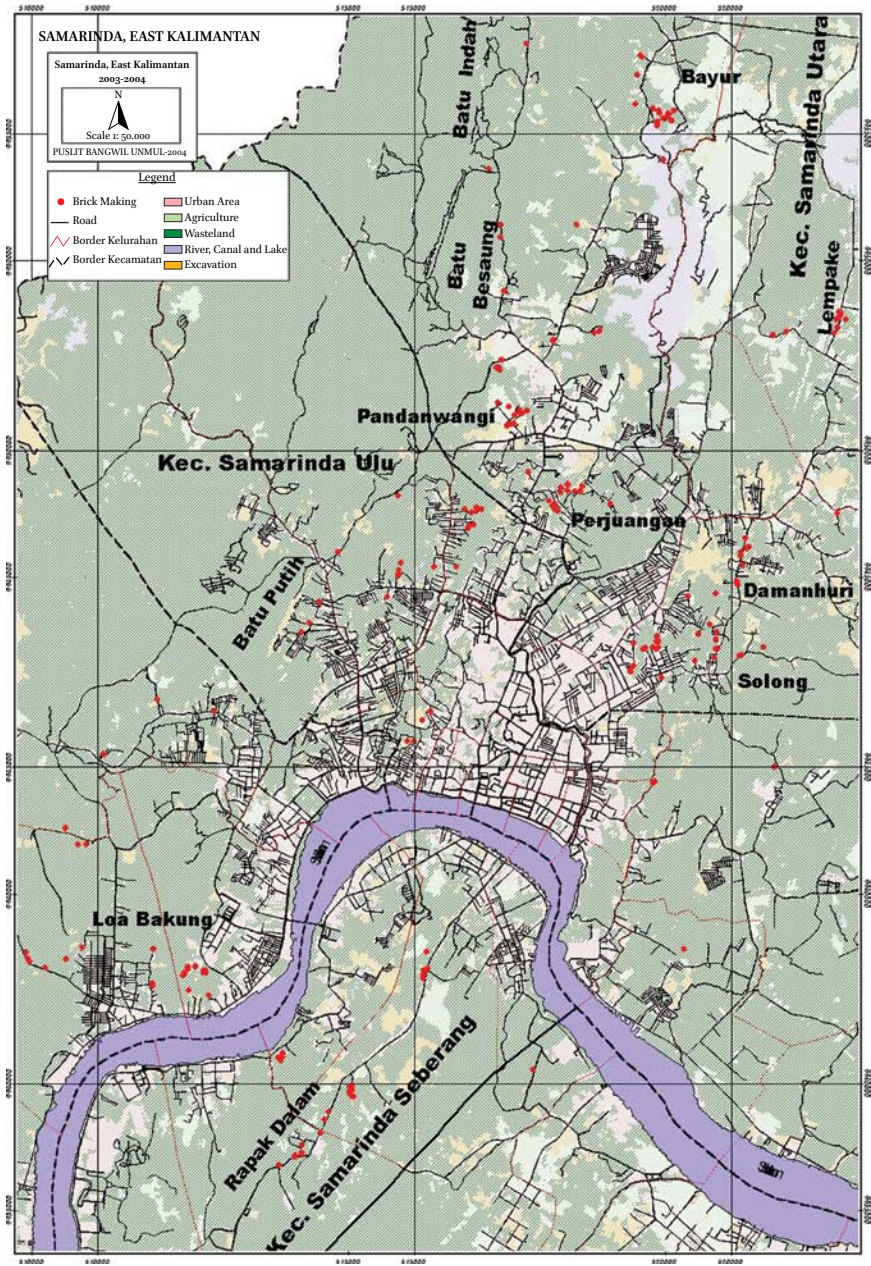 SAMARINDA, EAST KALIMANTAN
Samarinda, East Kalimantan
2003-2004
N
Scale 1: 50.000
PUSLIT BANGWIL UNMUL-2004
Legend
Brick Making
Road
Border Kelurahan
Border Kecamatan
Urban Area
Agriculture
Wasteland
River, Canal and Lake
Excavation
Batu Indah
Bayur
Kec. Samarinda Utara
Batu
Besaung
Lempake
Pandanwangi
Kec. Samarinda Ulu
Perjuangan
Batu Putih
Damanhuri
Solong
Loa Bakung
Rapak Dalam
Kec. Samarinda Seberang